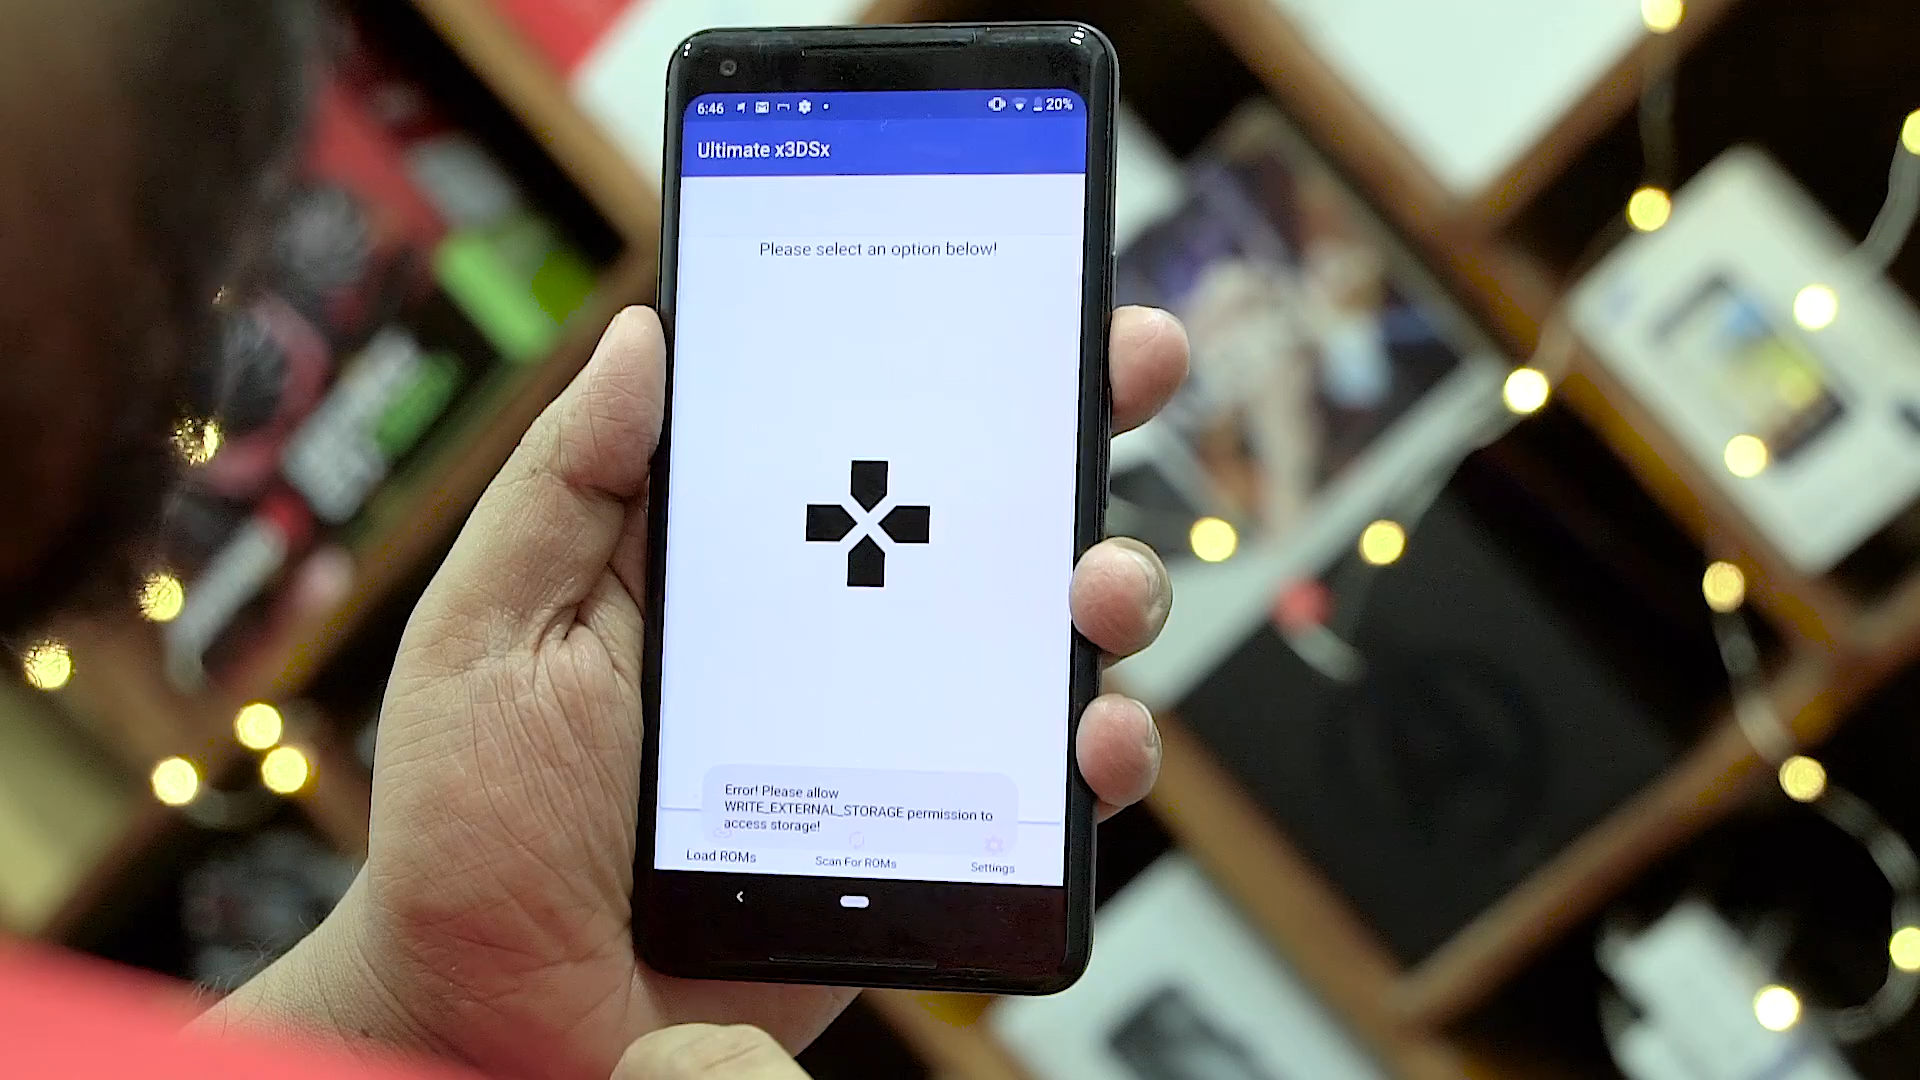 6:46
20%
Ultimate x3DSx
Please select an option below!
Error! Please allow
WRITE_EXTERNAL_STORAGE permission to
access storage!
Load ROMs
Scan For ROMs
Settings